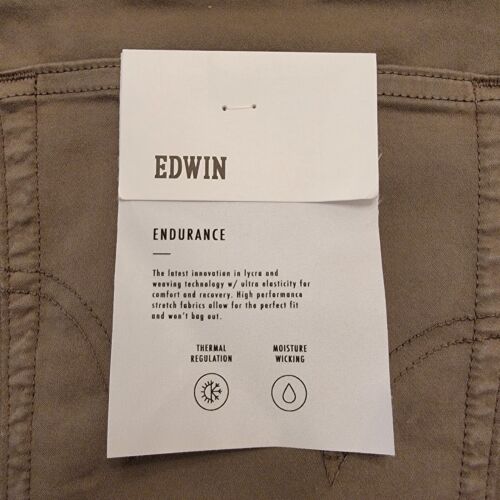 EDWIN
ENDURANCE
The latest innovation in lycra and
weaving technology w/ ultra elasticity for
comfort and recovery. High performance
stretch fabrics allow for the perfect fit
and won't bag out.
THERMAL
REGULATION
MOISTURE
WICKING